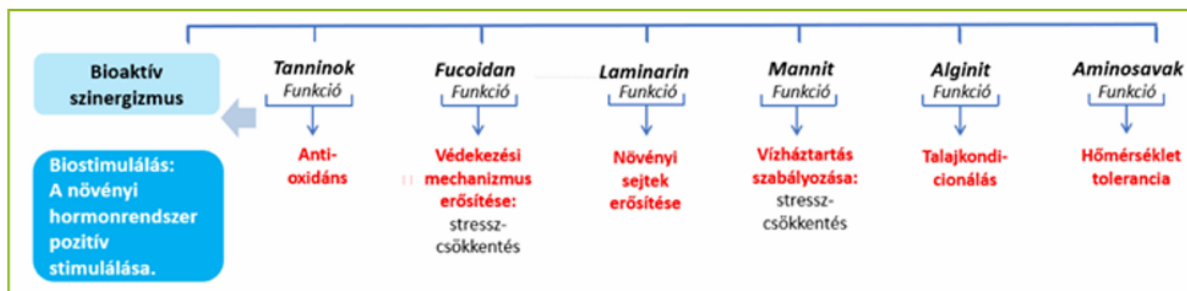 Bioaktív
szinergizmus
Biostimulálás:
A növényi
hormonrendszer
pozitív
stimulálása.
Tanninok
Funkció
Anti-
oxidáns
Fucoidan
Funkció
Védekezési
mechanizmus
erősítése:
stressz-
csökkentés
Laminarin
Funkció
Növényi
sejtek
erősítése
Mannit
Funkció
Vízháztartás
szabályozása:
stressz-
csökkentés
Alginit
Funkció
Talajkondi-
cionálás
Aminosavak
Funkció
Hőmérséklet
tolerancia